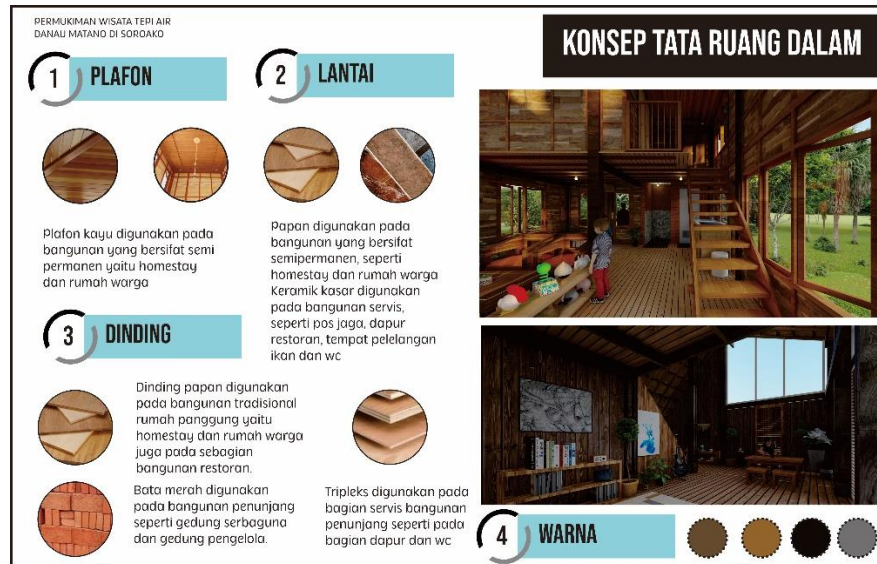 PERMUKIMAN WISATA TEPI AIR
DANAU MATANO DI SOROAKO
KONSEP TATA RUANG DALAM
1 PLAFON
Plafon kayu digunakan pada
bangunan yang bersifat semi
permanen yaitu homestay
dan rumah warga
2 LANTAI
Papan digunakan pada
bangunan yang bersifat
semipermanen, seperti
homestay dan rumah warga
Keramik kasar digunakan
pada bangunan servis,
seperti pos jaga, dapur
restoran, tempat pelelangan
ikan dan wc
3 DINDING
Dinding papan digunakan
pada bangunan tradisional
rumah panggung yaitu
homestay dan rumah warga
juga pada sebagian
bangunan restoran.
Bata merah digunakan
pada bangunan penunjang
seperti gedung serbaguna
dan gedung pengelola.
Tripleks digunakan pada
bagian servis bangunan
penunjang seperti pada
bagian dapur dan wc
4 WARNA